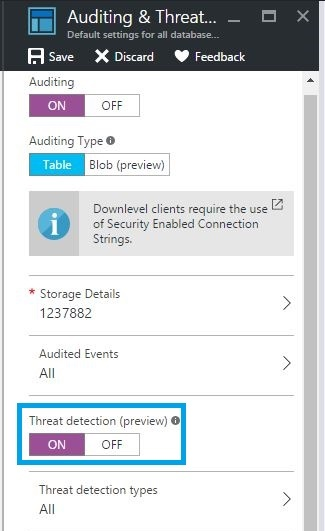 Auditing & Threat...
Default settings for all database...
Save Discard Feedback
Auditing
ON OFF
Auditing Type
Table Blob (preview)
Downlevel clients require the use
of Security Enabled Connection
Strings.
* Storage Details
1237882
Audited Events
All
Threat detection (preview)
ON OFF
Threat detection types
All